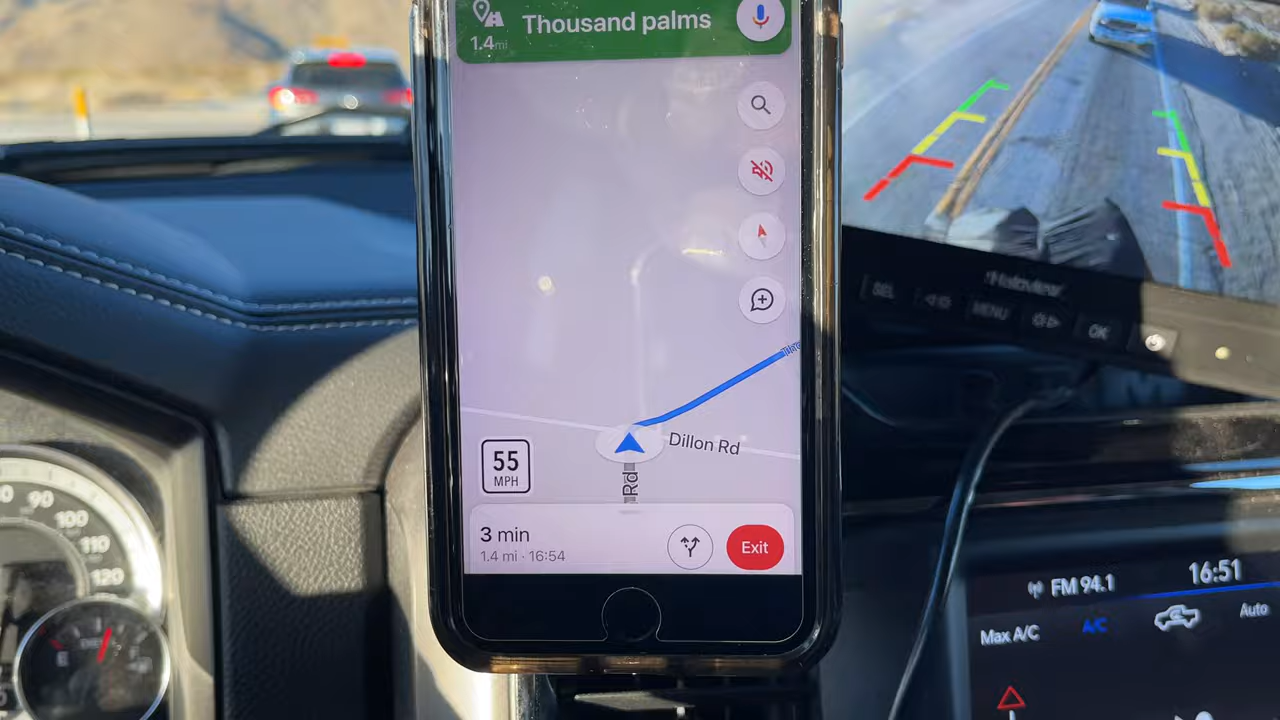 Thousand palms
1.4 mi
Dillon Rd
Rd
55
MPH
3 min
1.4 mi · 16:54
Exit
90
100
110
120
E
SEL
MENU
OK
FM 94.1
16:51
Max A/C
A/C
Auto